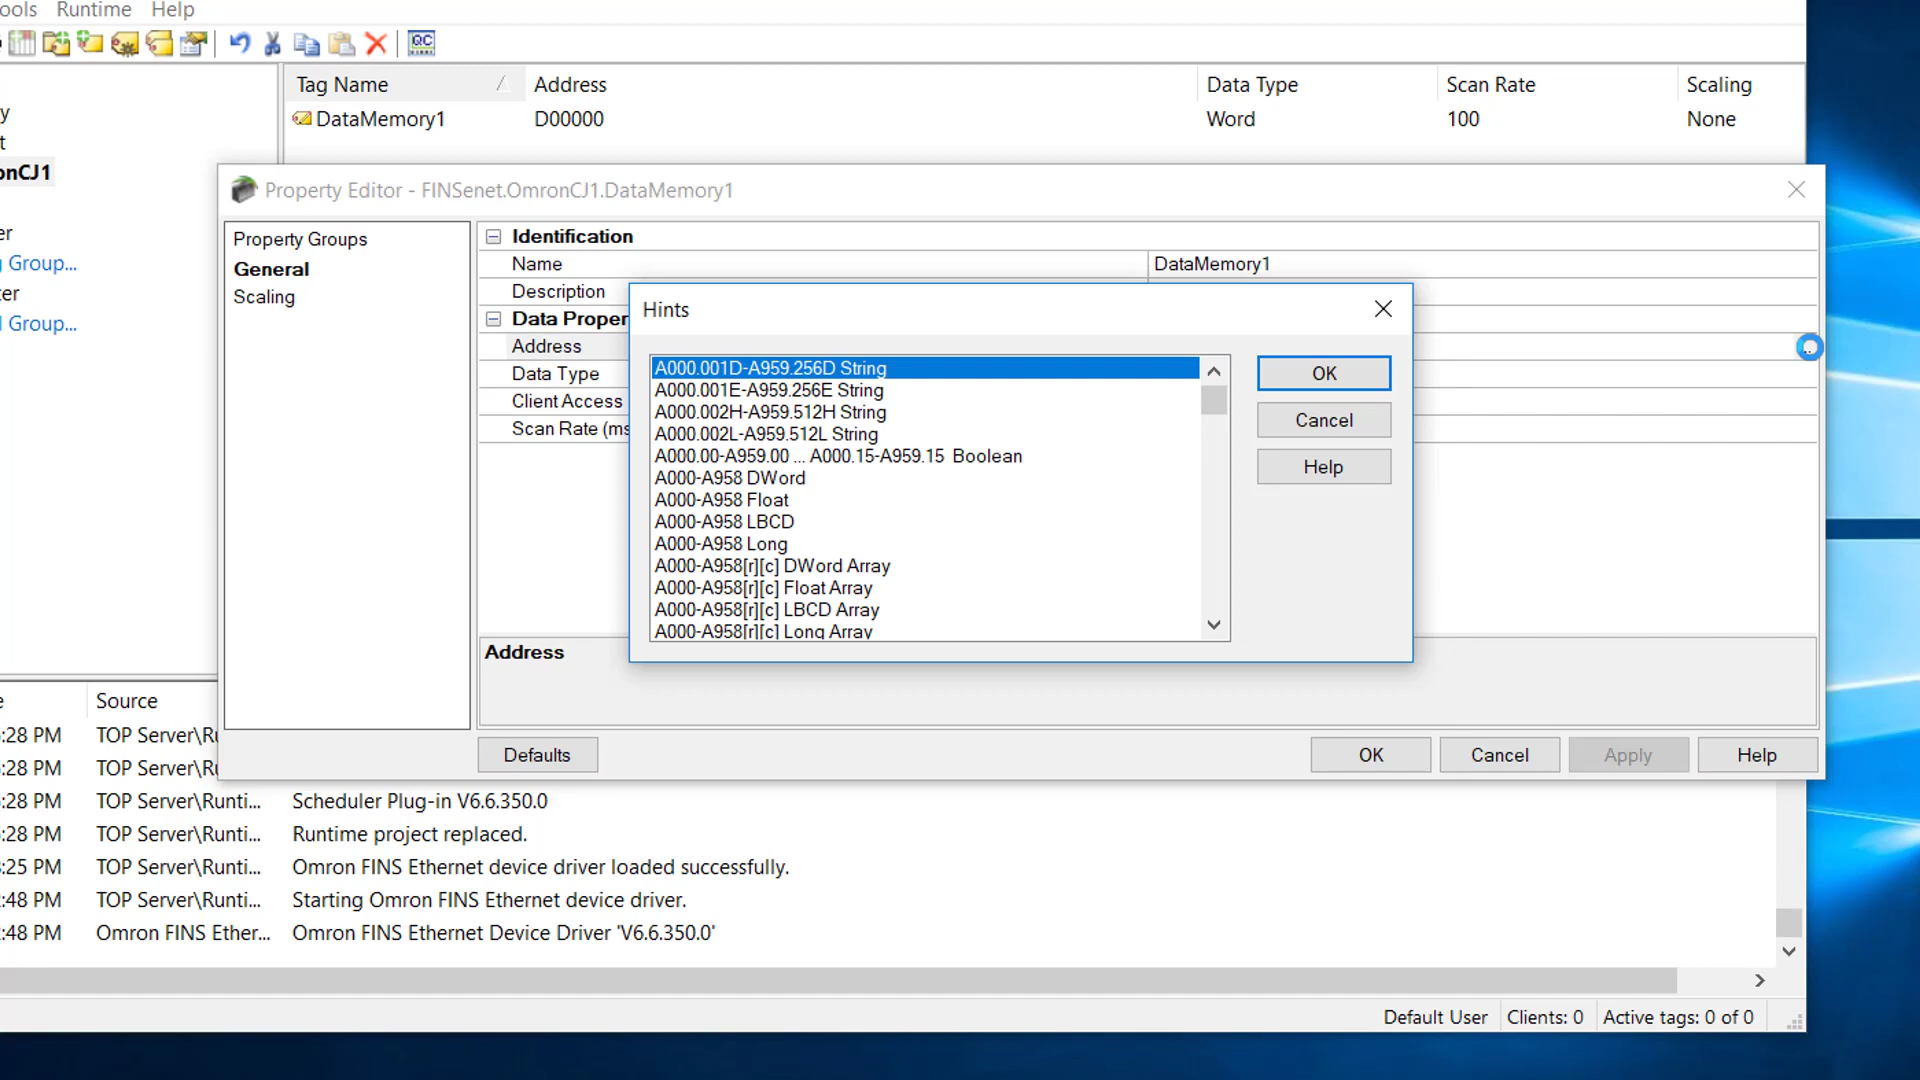 ools Runtime Help
QC
Tag Name Address Data Type Scan Rate Scaling
DataMemory1 D00000 Word 100 None
y
t
onCJ1
er
g Group...
ter
l Group...
Property Editor - FINSenet.OmronCJ1.DataMemory1
Property Groups
General
Scaling
Identification
Name DataMemory1
Description
Data Proper
Address
Data Type
Client Access
Scan Rate (ms
Hints
A000.001D-A959.256D String
A000.001E-A959.256E String
A000.002H-A959.512H String
A000.002L-A959.512L String
A000.00-A959.00 ... A000.15-A959.15 Boolean
A000-A958 DWord
A000-A958 Float
A000-A958 LBCD
A000-A958 Long
A000-A958[r][c] DWord Array
A000-A958[r][c] Float Array
A000-A958[r][c] LBCD Array
A000-A958[r][c] Long Array
OK
Cancel
Help
Address
Defaults OK Cancel Apply Help
e Source
:28 PM TOP Server\Ru
:28 PM TOP Server\Ru
:28 PM TOP Server\Runti... Scheduler Plug-in V6.6.350.0
:28 PM TOP Server\Runti... Runtime project replaced.
:25 PM TOP Server\Runti... Omron FINS Ethernet device driver loaded successfully.
:48 PM TOP Server\Runti... Starting Omron FINS Ethernet device driver.
:48 PM Omron FINS Ether... Omron FINS Ethernet Device Driver 'V6.6.350.0'
Default User Clients: 0 Active tags: 0 of 0